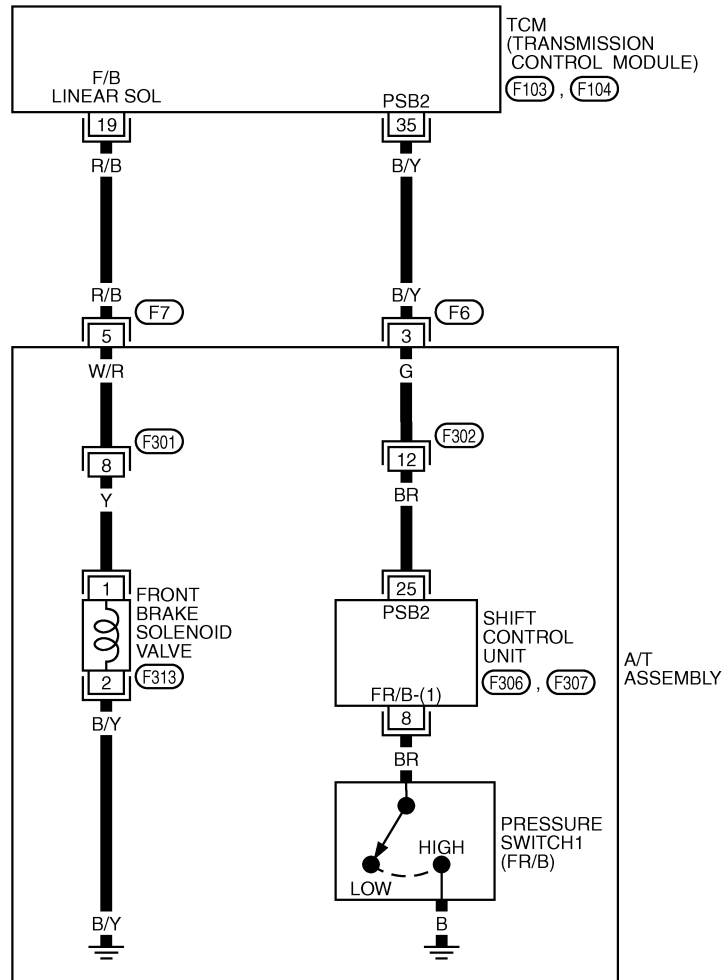 TCM
(TRANSMISSION
CONTROL MODULE)
F103 , F104
F/B
LINEAR SOL
PSB2
19
35
R/B
B/Y
R/B
F7
B/Y
F6
5
3
W/R
G
F301
F302
8
12
Y
BR
1
25
FRONT
BRAKE
SOLENOID
VALVE
F313
2
PSB2
SHIFT
CONTROL
UNIT
F306 , F307
A/T
ASSEMBLY
FR/B-(1)
B/Y
8
BR
PRESSURE
SWITCH1
(FR/B)
HIGH
LOW
B/Y
B